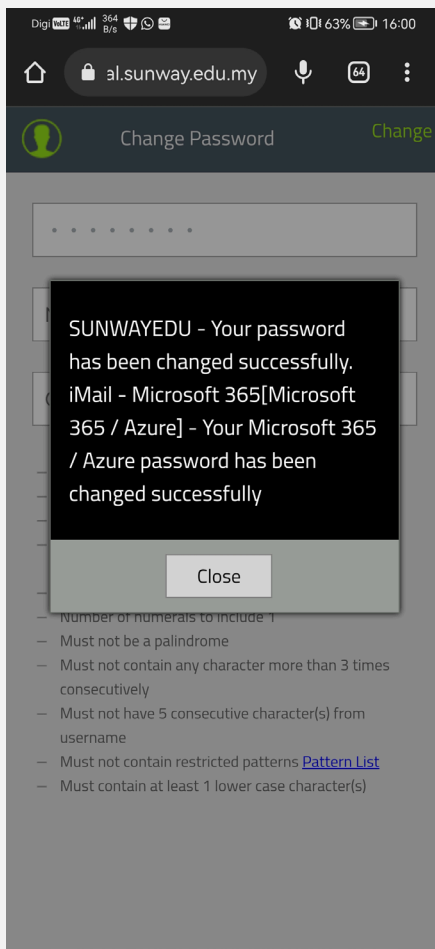 Digi VoLTE 4G+ 364 B/s 63% 16:00
al.sunway.edu.my 64
Change Password Change
SUNWAYEDU - Your password
has been changed successfully.
iMail - Microsoft 365[Microsoft
365 / Azure] - Your Microsoft 365
/ Azure password has been
changed successfully
Close
— Number of numerals to include 1
— Must not be a palindrome
— Must not contain any character more than 3 times
consecutively
— Must not have 5 consecutive character(s) from
username
— Must not contain restricted patterns Pattern List
— Must contain at least 1 lower case character(s)